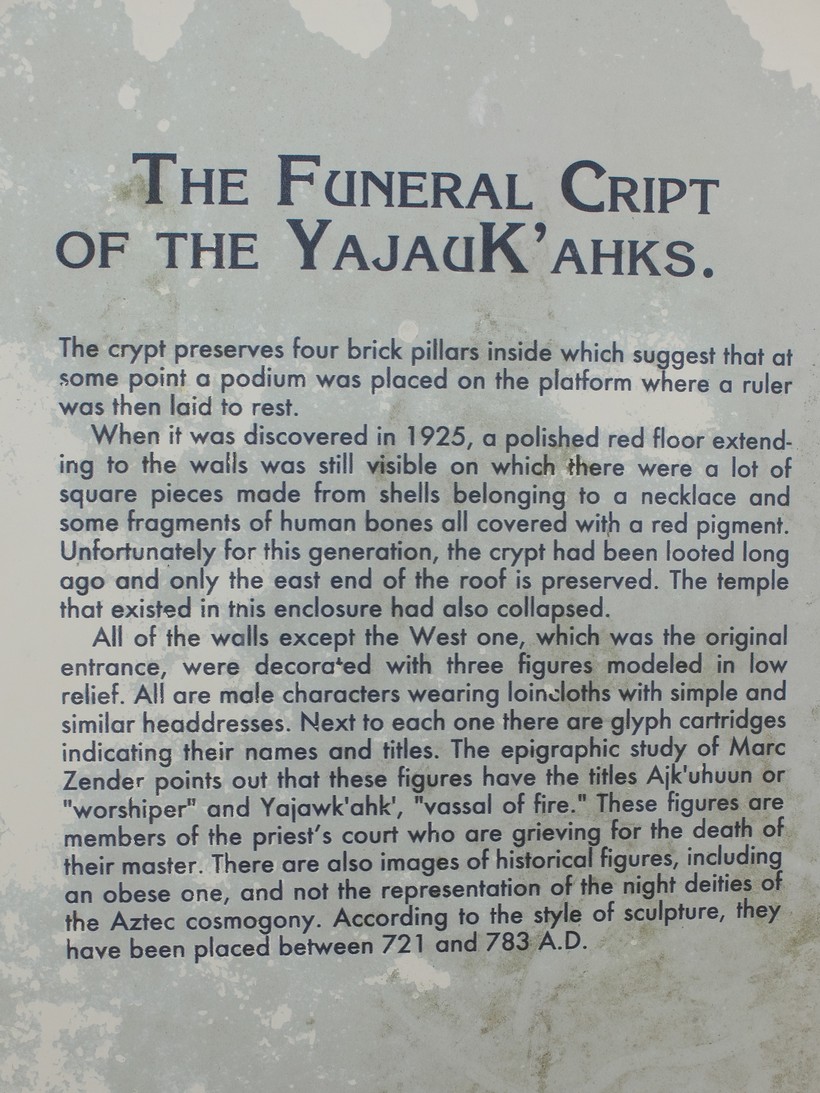 THE FUNERAL CRIPT
OF THE YAJAUK'AHKS.
The crypt preserves four brick pillars inside which suggest that at
some point a podium was placed on the platform where a ruler
was then laid to rest.
When it was discovered in 1925, a polished red floor extend-
ing to the walls was still visible on which there were a lot of
square pieces made from shells belonging to a necklace and
some fragments of human bones all covered with a red pigment.
Unfortunately for this generation, the crypt had been looted long
ago and only the east end of the roof is preserved. The temple
that existed in this enclosure had also collapsed.
All of the walls except the West one, which was the original
entrance, were decorated with three figures modeled in low
relief. All are male characters wearing loincloths with simple and
similar headdresses. Next to each one there are glyph cartridges
indicating their names and titles. The epigraphic study of Marc
Zender points out that these figures have the titles Ajk'uhuun or
"worshiper" and Yajawk'ahk', "vassal of fire." These figures are
members of the priest's court who are grieving for the death of
their master. There are also images of historical figures, including
an obese one, and not the representation of the night deities of
the Aztec cosmogony. According to the style of sculpture, they
have been placed between 721 and 783 A.D.